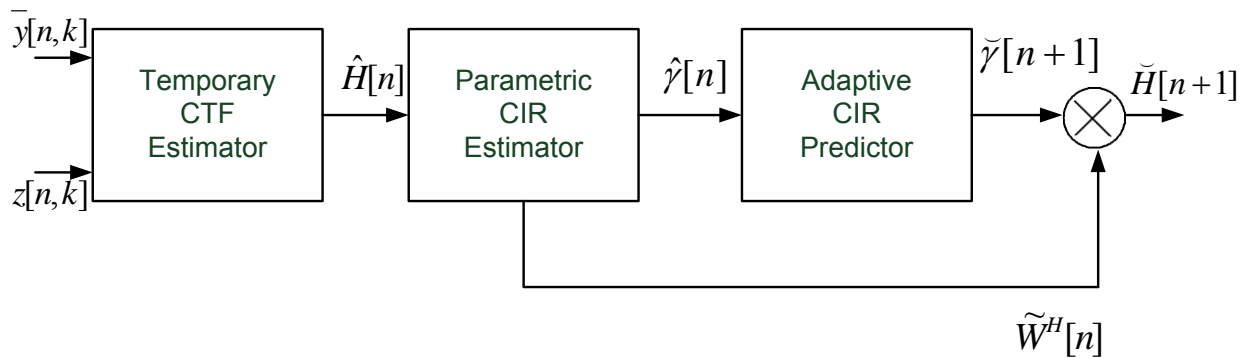 y̅[n,k]
z[n,k]
Temporary
CTF
Estimator
Ĥ[n]
Parametric
CIR
Estimator
γ̂[n]
Adaptive
CIR
Predictor
γ̆[n+1]
H̆[n+1]
W̃ᴴ[n]